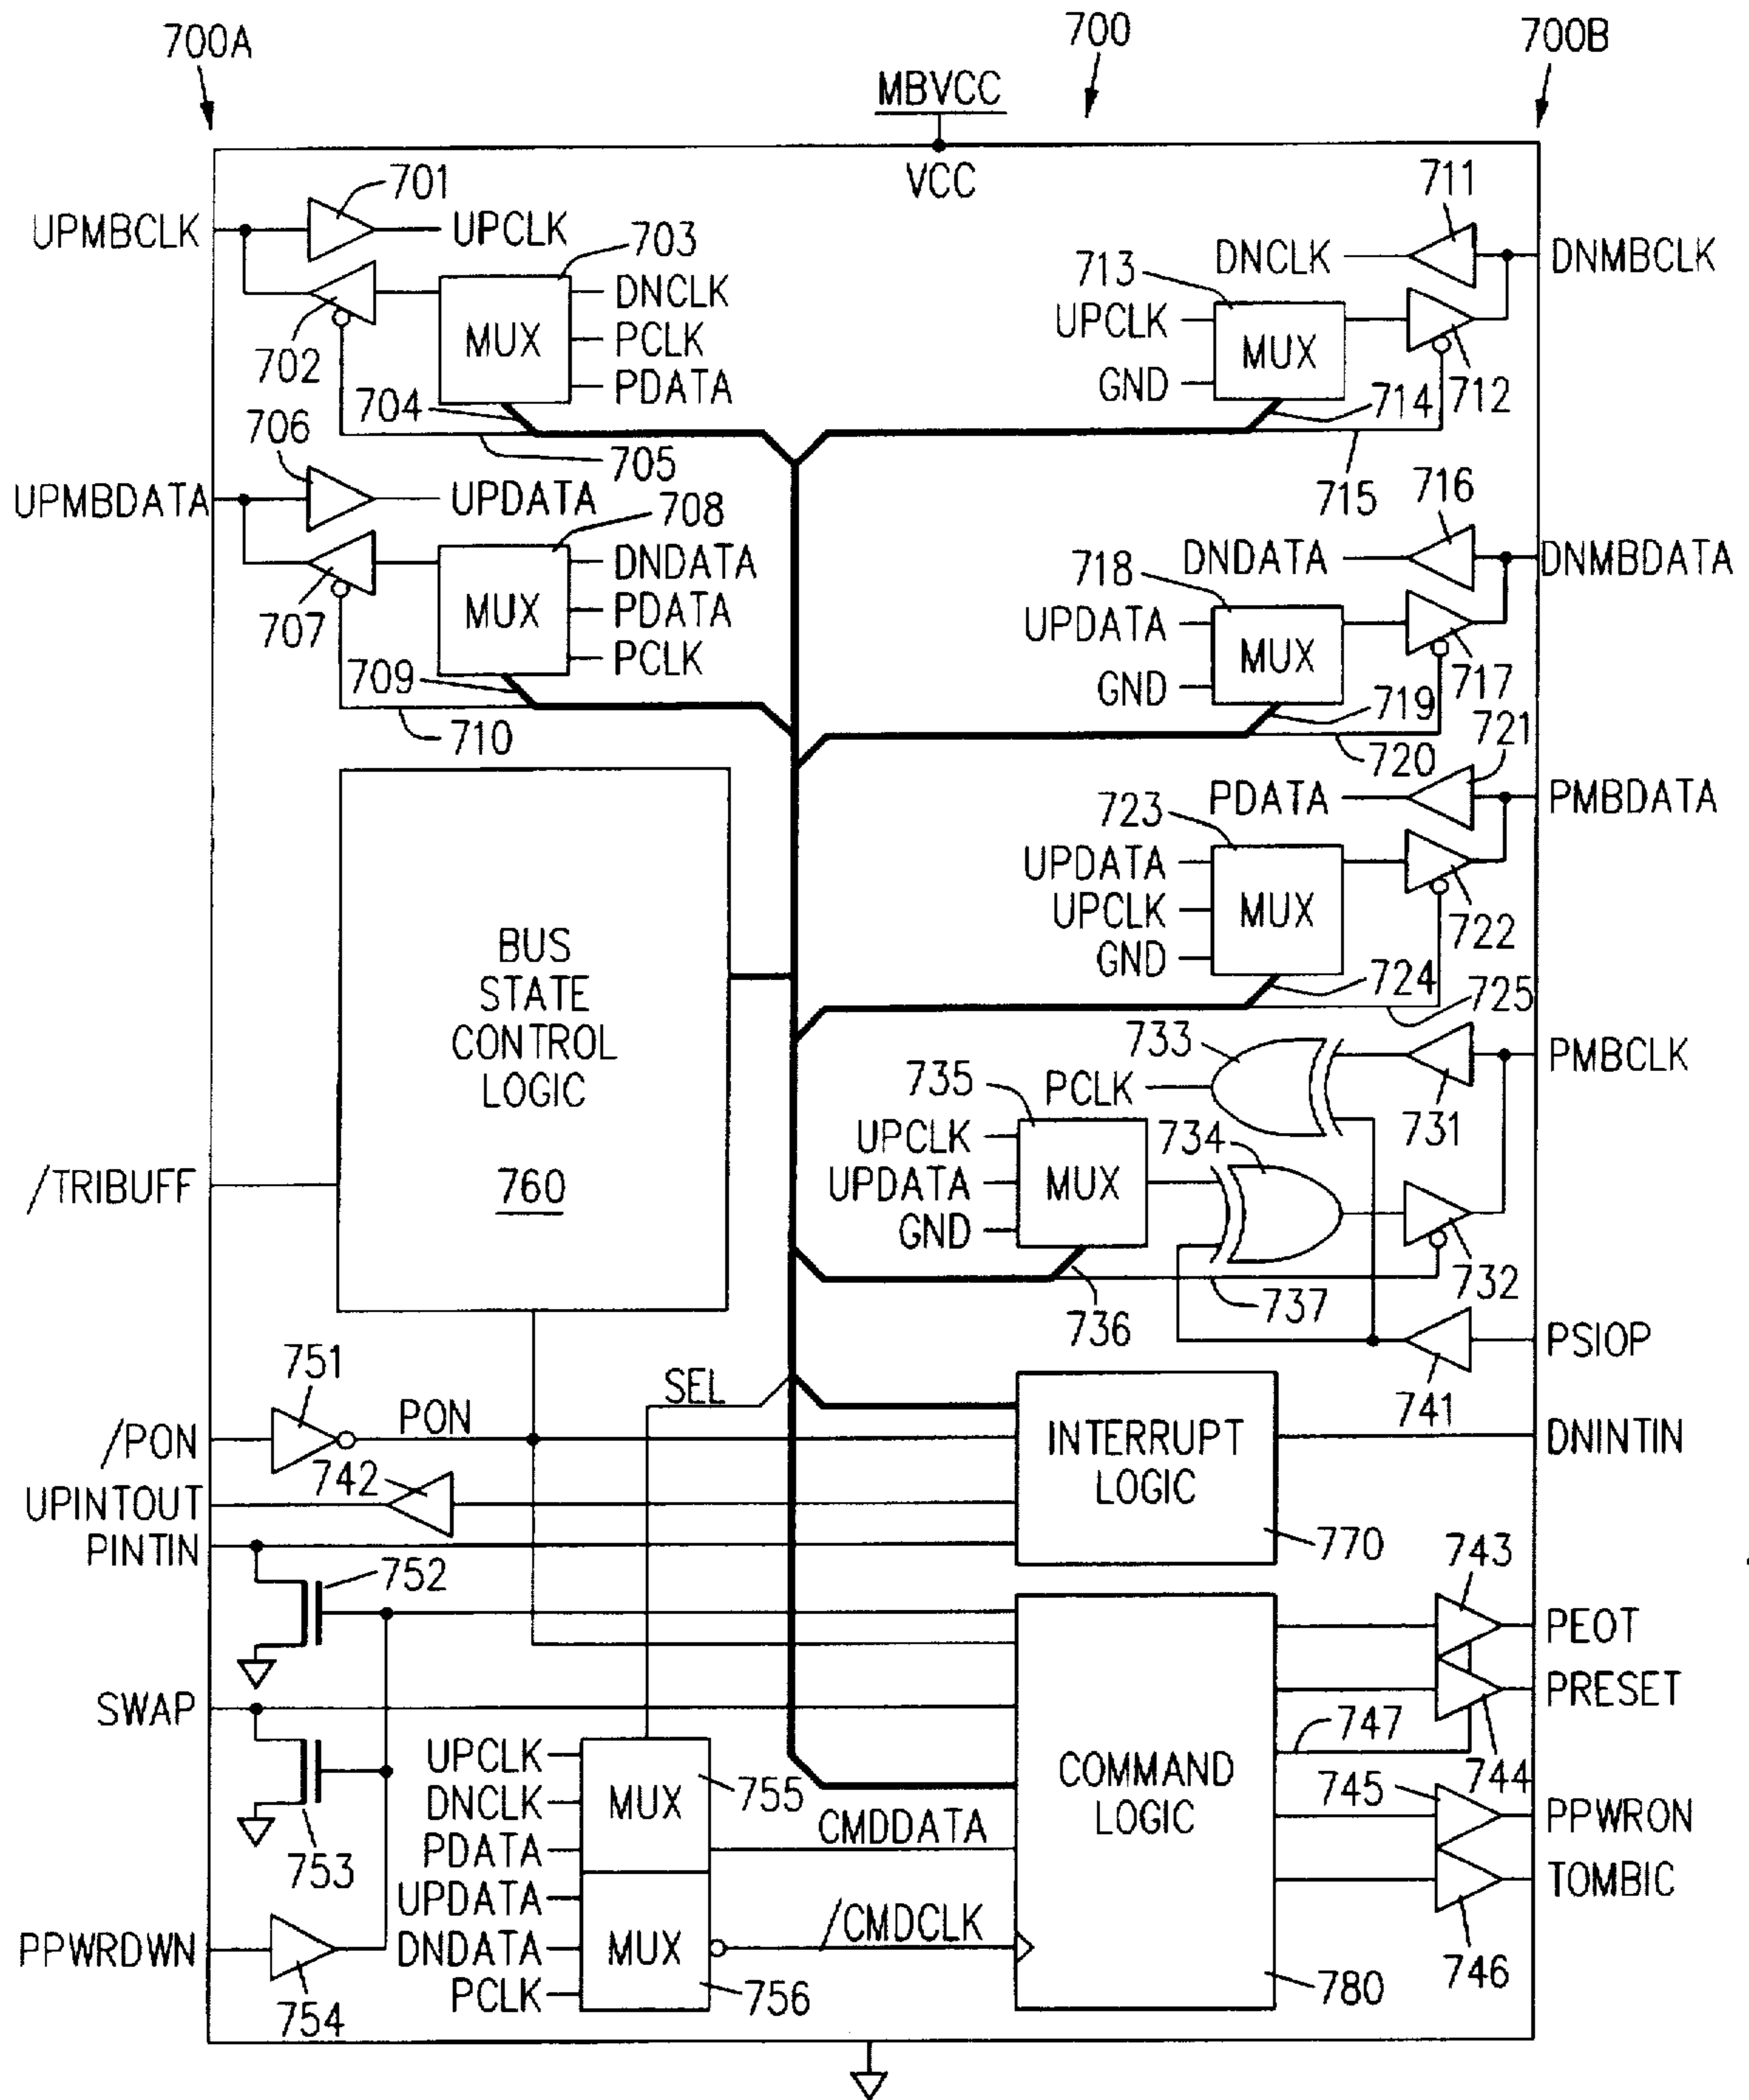 700A
700
700B
MBVCC
VCC
701
UPMBCLK
UPCLK
703
DNCLK
PCLK
PDATA
MUX
702
704
705
711
DNCLK
DNMBCLK
713
UPCLK
MUX
GND
712
714
715
706
UPMBDATA
UPDATA
708
DNDATA
PDATA
PCLK
MUX
707
709
710
716
DNDATA
DNMBDATA
718
UPDATA
MUX
GND
717
719
720
721
PDATA
PMBDATA
723
UPDATA
UPCLK
GND
MUX
722
724
725
BUS
STATE
CONTROL
LOGIC
760
/TRIBUFF
733
PMBCLK
735
PCLK
731
734
UPCLK
UPDATA
GND
MUX
732
736
737
PSIOP
741
751
SEL
/PON
PON
742
UPINTOUT
PINTIN
INTERRUPT
LOGIC
DNINTIN
770
752
743
PEOT
PRESET
SWAP
747
744
UPCLK
DNCLK
PDATA
MUX
755
753
CMDDATA
COMMAND
LOGIC
745
PPWRON
TOMBIC
UPDATA
DNDATA
PCLK
MUX
756
/CMDCLK
PPWRDWN
754
746
780